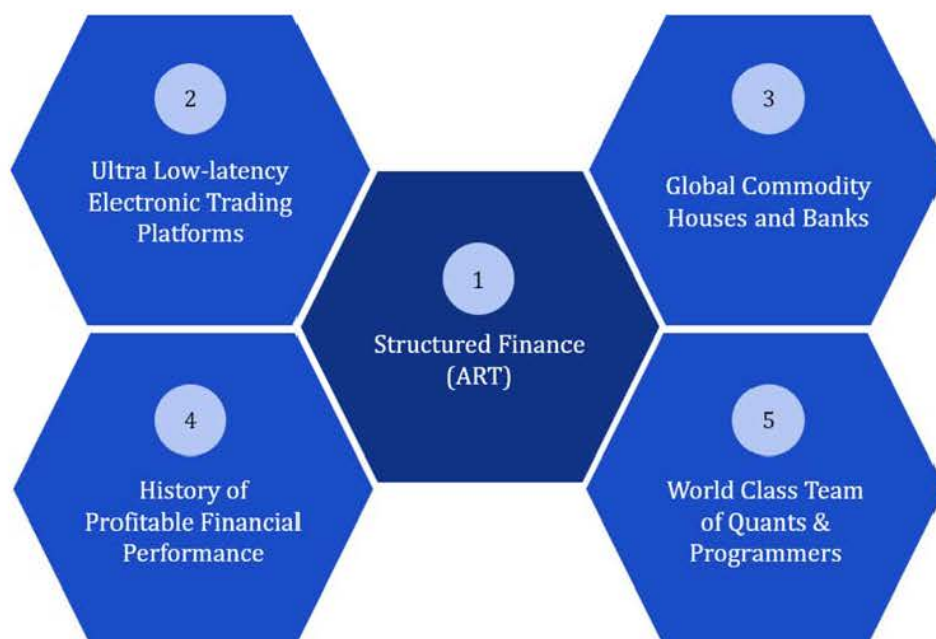 2
Ultra Low-latency
Electronic Trading
Platforms
3
Global Commodity
Houses and Banks
1
Structured Finance
(ART)
4
History of
Profitable Financial
Performance
5
World Class Team
of Quants &
Programmers